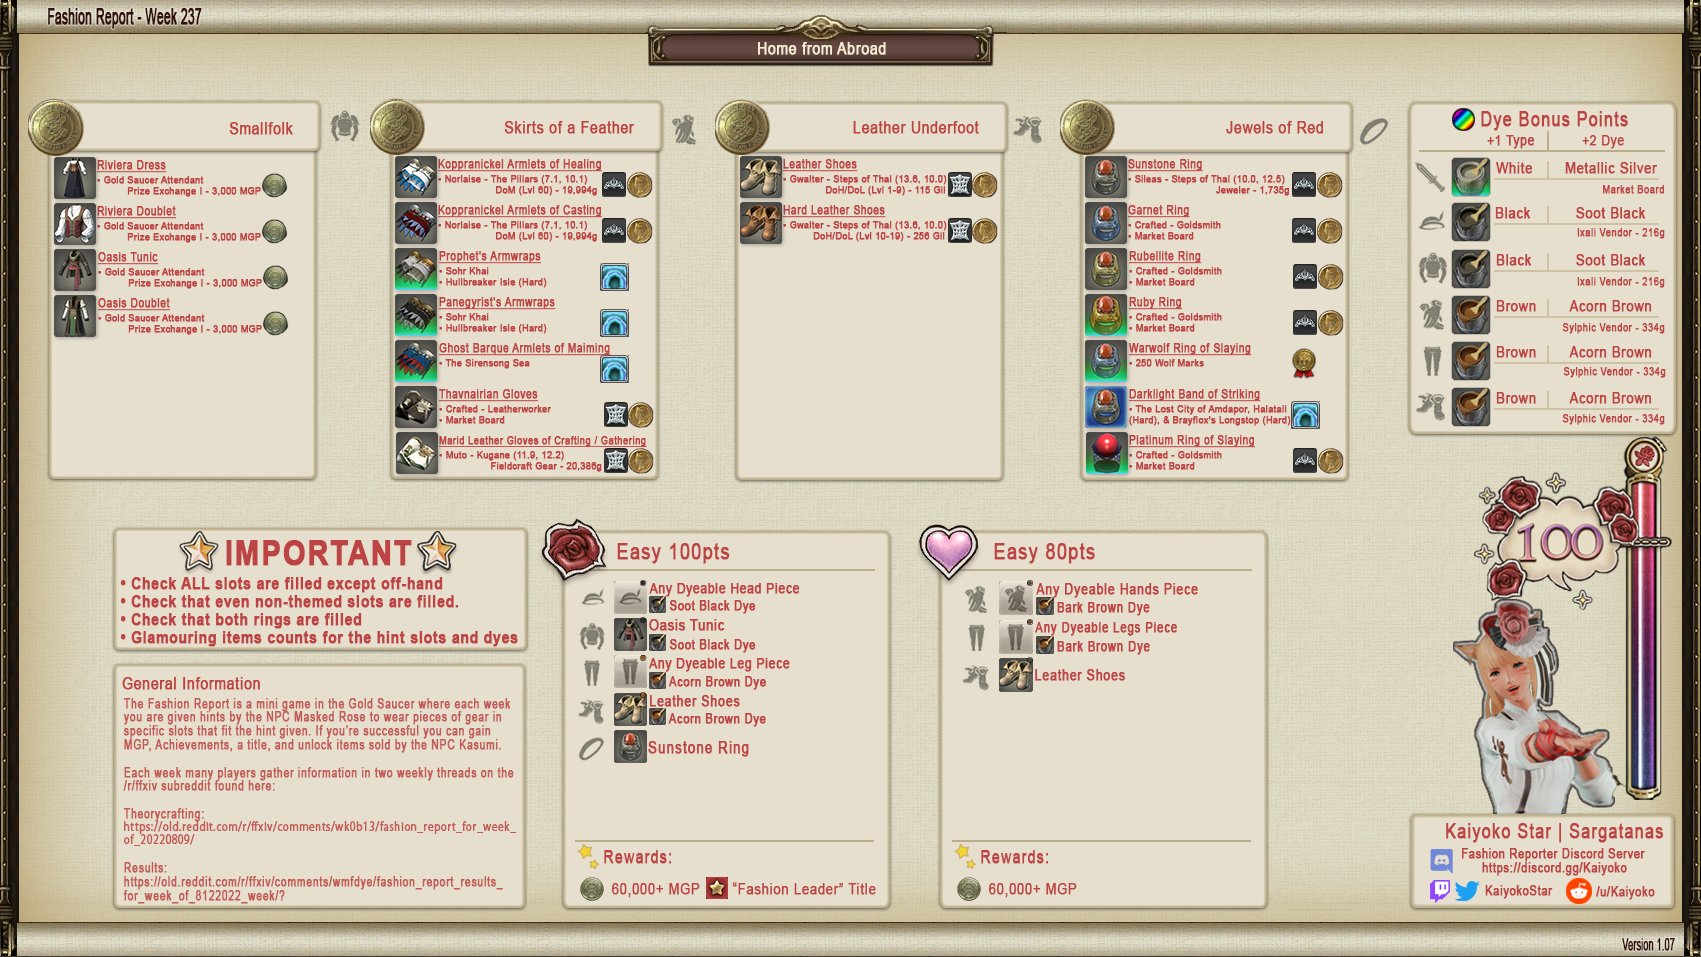 Fashion Report - Week 237
Home from Abroad
Smallfolk
Riviera Dress
• Gold Saucer Attendant
Prize Exchange I - 3,000 MGP
Riviera Doublet
• Gold Saucer Attendant
Prize Exchange I - 3,000 MGP
Oasis Tunic
• Gold Saucer Attendant
Prize Exchange I - 3,000 MGP
Oasis Doublet
• Gold Saucer Attendant
Prize Exchange I - 3,000 MGP
Skirts of a Feather
Koppranickel Armlets of Healing
• Norlaise - The Pillars (7.1, 10.1)
DoM (Lvl 60) - 19,994g
Koppranickel Armlets of Casting
• Norlaise - The Pillars (7.1, 10.1)
DoM (Lvl 60) - 19,994g
Prophet's Armwraps
• Sohr Khai
• Hullbreaker Isle (Hard)
Panegyrist's Armwraps
• Sohr Khai
• Hullbreaker Isle (Hard)
Ghost Barque Armlets of Maiming
• The Sirensong Sea
Thavnairian Gloves
• Crafted - Leatherworker
• Market Board
Marid Leather Gloves of Crafting / Gathering
• Muto - Kugane (11.9, 12.2)
Fieldcraft Gear - 20,386g
Leather Underfoot
Leather Shoes
• Gwalter - Steps of Thal (13.6, 10.0)
DoH/DoL (Lvl 1-9) - 115 Gil
Hard Leather Shoes
• Gwalter - Steps of Thal (13.6, 10.0)
DoH/DoL (Lvl 10-19) - 256 Gil
Jewels of Red
Sunstone Ring
• Sileas - Steps of Thal (10.0, 12.5)
Jeweler - 1,735g
Garnet Ring
• Crafted - Goldsmith
• Market Board
Rubellite Ring
• Crafted - Goldsmith
• Market Board
Ruby Ring
• Crafted - Goldsmith
• Market Board
Warwolf Ring of Slaying
• 250 Wolf Marks
Darklight Band of Striking
• The Lost City of Amdapor, Halatali
(Hard), & Brayflox's Longstop (Hard)
Platinum Ring of Slaying
• Crafted - Goldsmith
• Market Board
Dye Bonus Points
+1 Type +2 Dye
White Metallic Silver
Market Board
Black Soot Black
Ixali Vendor - 216g
Black Soot Black
Ixali Vendor - 216g
Brown Acorn Brown
Sylphic Vendor - 334g
Brown Acorn Brown
Sylphic Vendor - 334g
Brown Acorn Brown
Sylphic Vendor - 334g
IMPORTANT
• Check ALL slots are filled except off-hand
• Check that even non-themed slots are filled.
• Check that both rings are filled
• Glamouring items counts for the hint slots and dyes
General Information
The Fashion Report is a mini game in the Gold Saucer where each week
you are given hints by the NPC Masked Rose to wear pieces of gear in
specific slots that fit the hint given. If you're successful you can gain
MGP, Achievements, a title, and unlock items sold by the NPC Kasumi.
Each week many players gather information in two weekly threads on the
/r/ffxiv subreddit found here:
Theorycrafting:
https://old.reddit.com/r/ffxiv/comments/wk0b13/fashion_report_for_week_
of_20220809/
Results:
https://old.reddit.com/r/ffxiv/comments/wmfdye/fashion_report_results_
for_week_of_8122022_week/?
Easy 100pts
Any Dyeable Head Piece
Soot Black Dye
Oasis Tunic
Soot Black Dye
Any Dyeable Leg Piece
Acorn Brown Dye
Leather Shoes
Acorn Brown Dye
Sunstone Ring
Rewards:
60,000+ MGP "Fashion Leader" Title
Easy 80pts
Any Dyeable Hands Piece
Bark Brown Dye
Any Dyeable Legs Piece
Bark Brown Dye
Leather Shoes
Rewards:
60,000+ MGP
100
Kaiyoko Star | Sargatanas
Fashion Reporter Discord Server
https://discord.gg/Kaiyoko
KaiyokoStar /u/Kaiyoko
Version 1.07